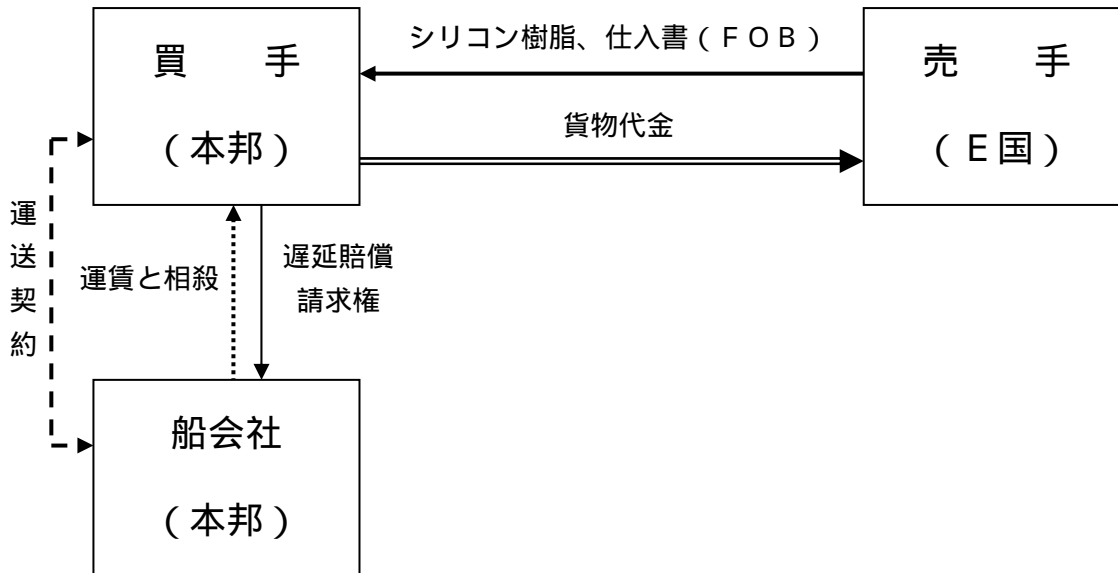 シリコン樹脂、仕入書（ＦＯＢ）
買　　手
（本邦）
売　　手
（Ｅ国）
貨物代金
運送契約
運賃と相殺
遅延賠償
請求権
船会社
（本邦）